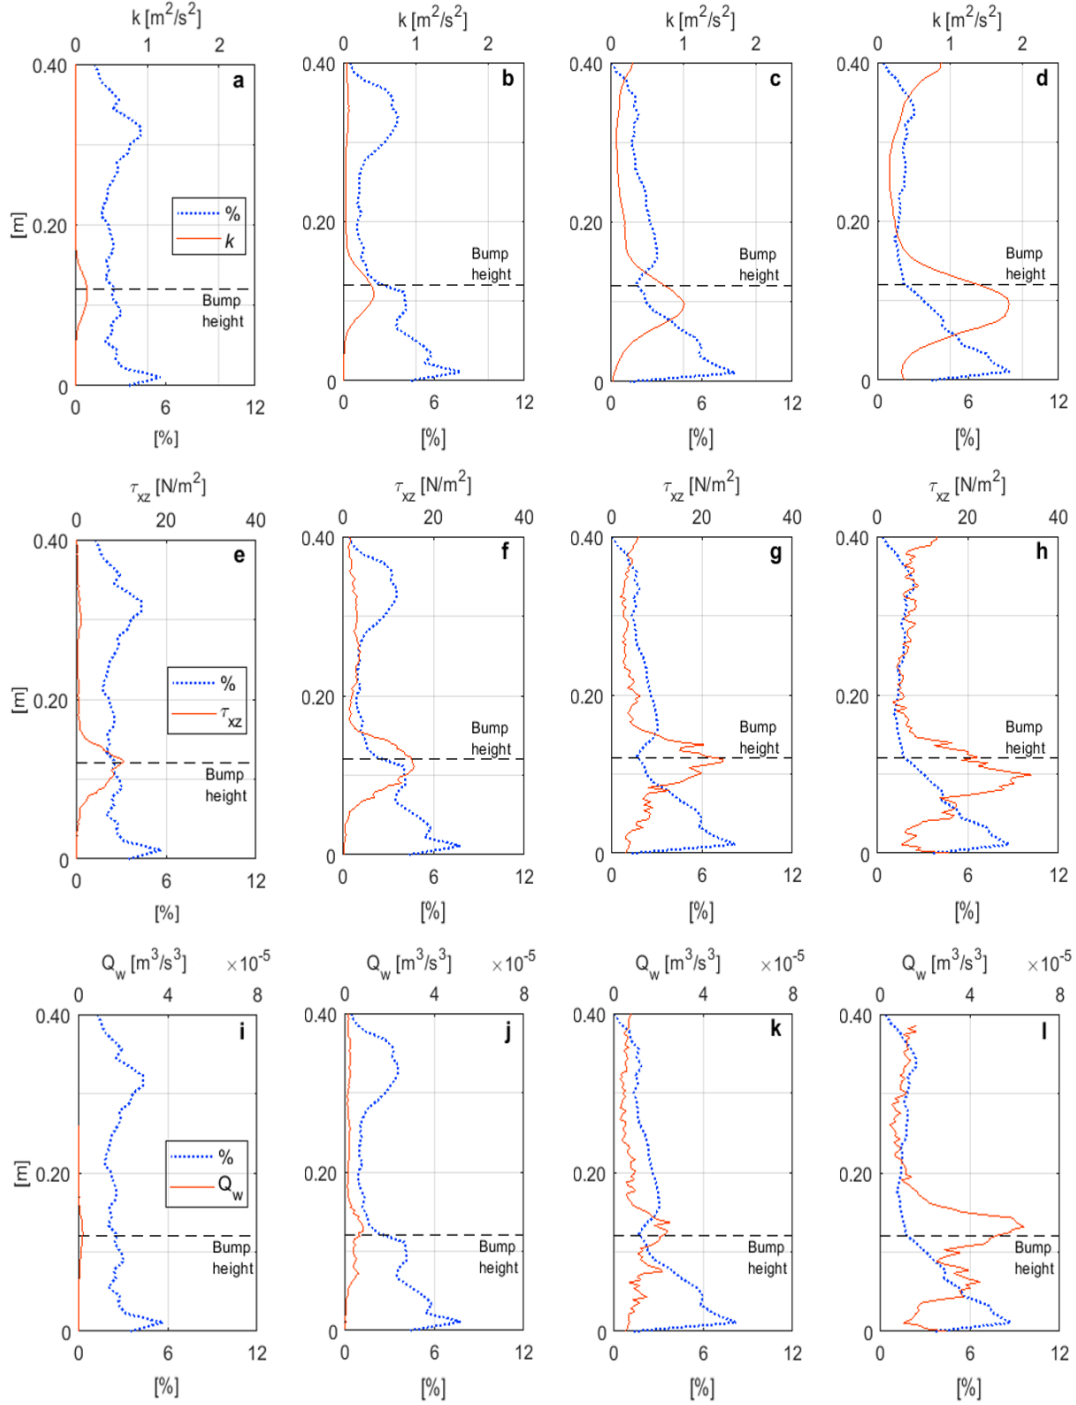 k [m²/s²] k [m²/s²] k [m²/s²] k [m²/s²]
0 1 2 0 1 2 0 1 2 0 1 2
0.40 a 0.40 b 0.40 c 0.40 d
[m]
0.20 0.20 0.20 0.20
%
k
Bump height
Bump height
Bump height
Bump height
0 0 0 0
0 6 12 0 6 12 0 6 12 0 6 12
[%] [%] [%] [%]
τxz [N/m²] τxz [N/m²] τxz [N/m²] τxz [N/m²]
0 20 40 0 20 40 0 20 40 0 20 40
0.40 e 0.40 f 0.40 g 0.40 h
[m]
0.20 0.20 0.20 0.20
%
τxz
Bump height
Bump height
Bump height
Bump height
0 0 0 0
0 6 12 0 6 12 0 6 12 0 6 12
[%] [%] [%] [%]
Qw [m³/s³] ×10⁻⁵ Qw [m³/s³] ×10⁻⁵ Qw [m³/s³] ×10⁻⁵ Qw [m³/s³] ×10⁻⁵
0 4 8 0 4 8 0 4 8 0 4 8
0.40 i 0.40 j 0.40 k 0.40 l
[m]
0.20 0.20 0.20 0.20
%
Qw
Bump height
Bump height
Bump height
Bump height
0 0 0 0
0 6 12 0 6 12 0 6 12 0 6 12
[%] [%] [%] [%]